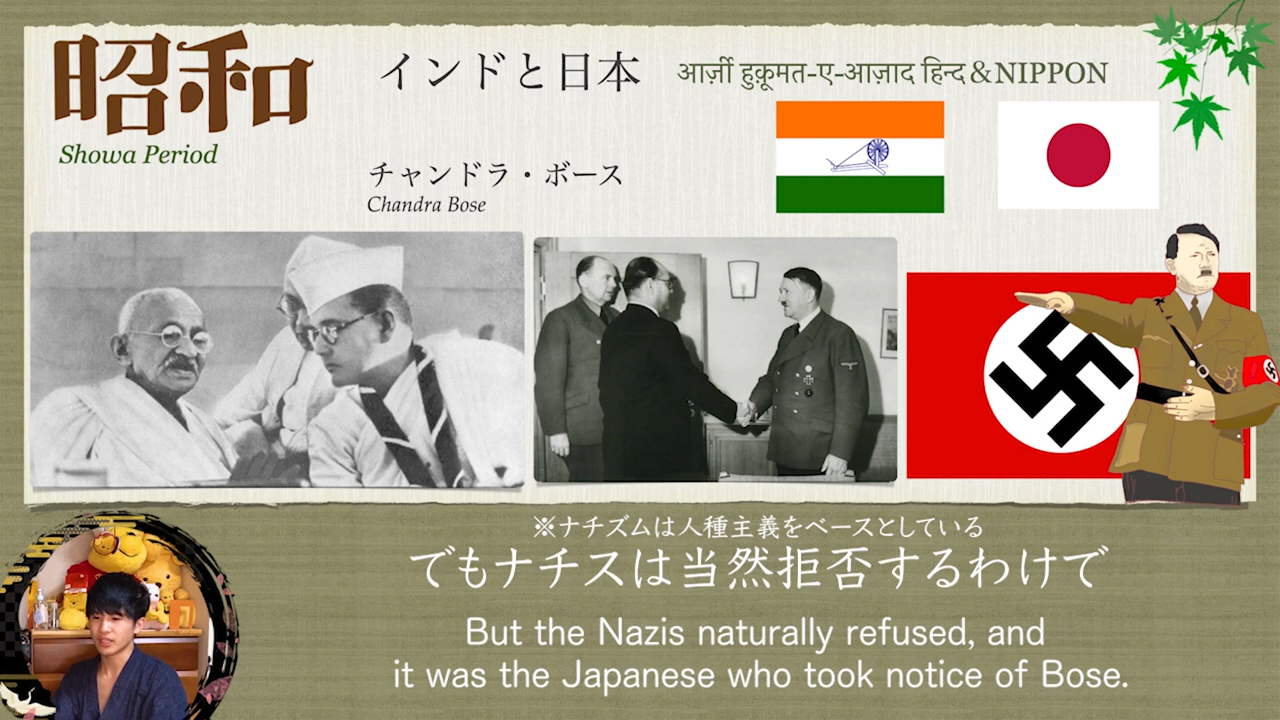 昭和
Showa Period
インドと日本
आर्ज़ी हुक़ूमत-ए-आज़ाद हिन्द&NIPPON
チャンドラ・ボース
Chandra Bose
※ナチズムは人種主義をベースとしている
でもナチスは当然拒否するわけで
But the Nazis naturally refused, and
it was the Japanese who took notice of Bose.